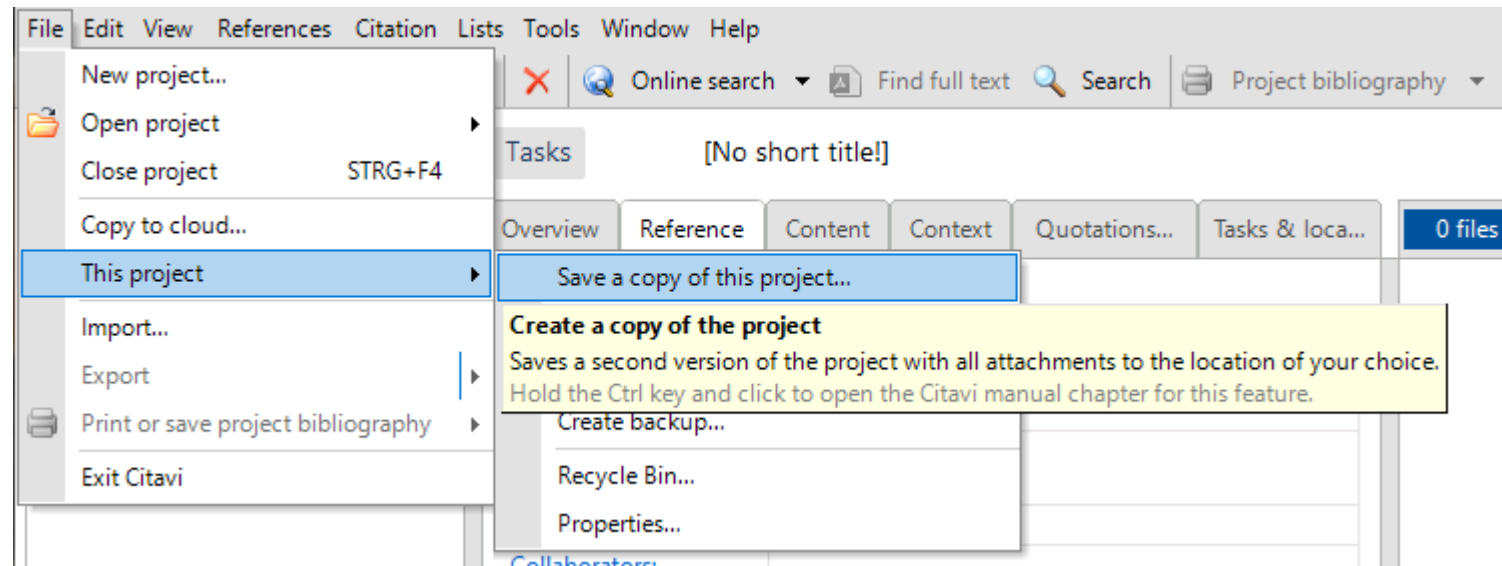 File Edit View References Citation Lists Tools Window Help
New project...
Online search Find full text Search Project bibliography
Open project
Tasks [No short title!]
Close project STRG+F4
Copy to cloud...
Overview Reference Content Context Quotations... Tasks & loca... 0 files
This project
Save a copy of this project...
Import...
Create a copy of the project
Saves a second version of the project with all attachments to the location of your choice.
Export
Hold the Ctrl key and click to open the Citavi manual chapter for this feature.
Print or save project bibliography
Create backup...
Exit Citavi
Recycle Bin...
Properties...
Collaborators: